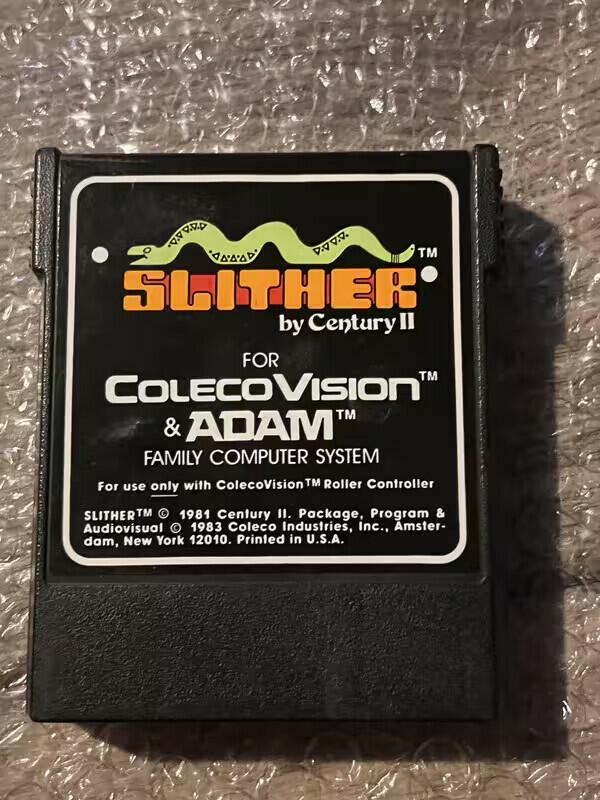 ™
SLITHER
by Century II
FOR
COLECOVISION™
& ADAM™
FAMILY COMPUTER SYSTEM
For use only with ColecoVision™ Roller Controller
SLITHER™ © 1981 Century II. Package, Program &
Audiovisual © 1983 Coleco Industries, Inc., Amster-
dam, New York 12010. Printed in U.S.A.